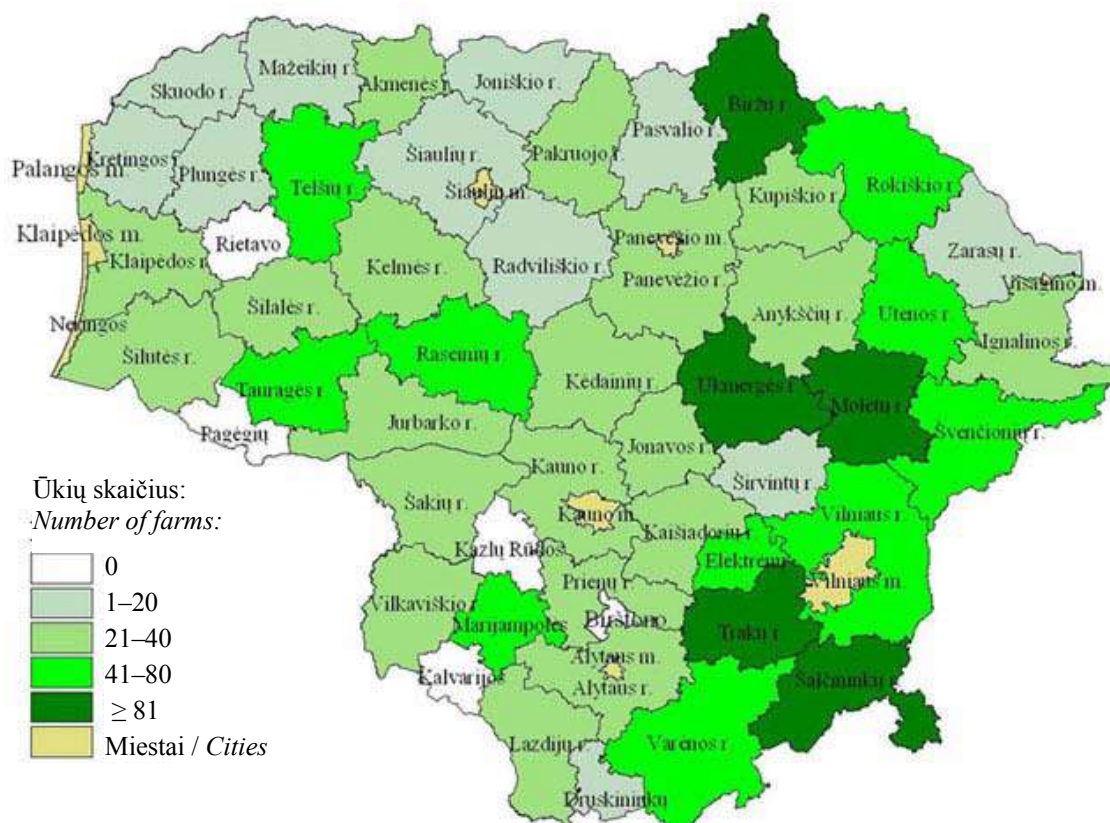 Mažeikių r.
Akmenės r.
Joniškio r.
Skuodo r.
Biržų r.
Pasvalio r.
Kretingos r.
Palangos m.
Plungės r.
Telšių r.
Šiaulių r.
Šiaulių m.
Pakruojo r.
Kupiškio r.
Rokiškio r.
Klaipėdos m.
Klaipėdos r.
Rietavo
Kelmės r.
Radviliškio r.
Panevėžio m.
Panevėžio r.
Zarasų r.
Visagino m.
Neringos
Šilalės r.
Šilutės r.
Anykščių r.
Utenos r.
Ignalinos r.
Tauragės r.
Raseinių r.
Kėdainių r.
Ukmergės r.
Molėtų r.
Pagėgių
Jurbarko r.
Jonavos r.
Švenčionių r.
Kauno r.
Širvintų r.
Šakių r.
Kauno m.
Kaišiadorių r.
Vilniaus r.
Kazlų Rūdos
Elektrėnų
Vilniaus m.
Prienų r.
Vilkaviškio r.
Marijampolės
Birštono
Trakų r.
Kalvarijos
Alytaus m.
Alytaus r.
Šalčininkų r.
Lazdijų r.
Varėnos r.
Druskininkų
Ūkių skaičius:
Number of farms:
0
1–20
21–40
41–80
≥ 81
Miestai / Cities